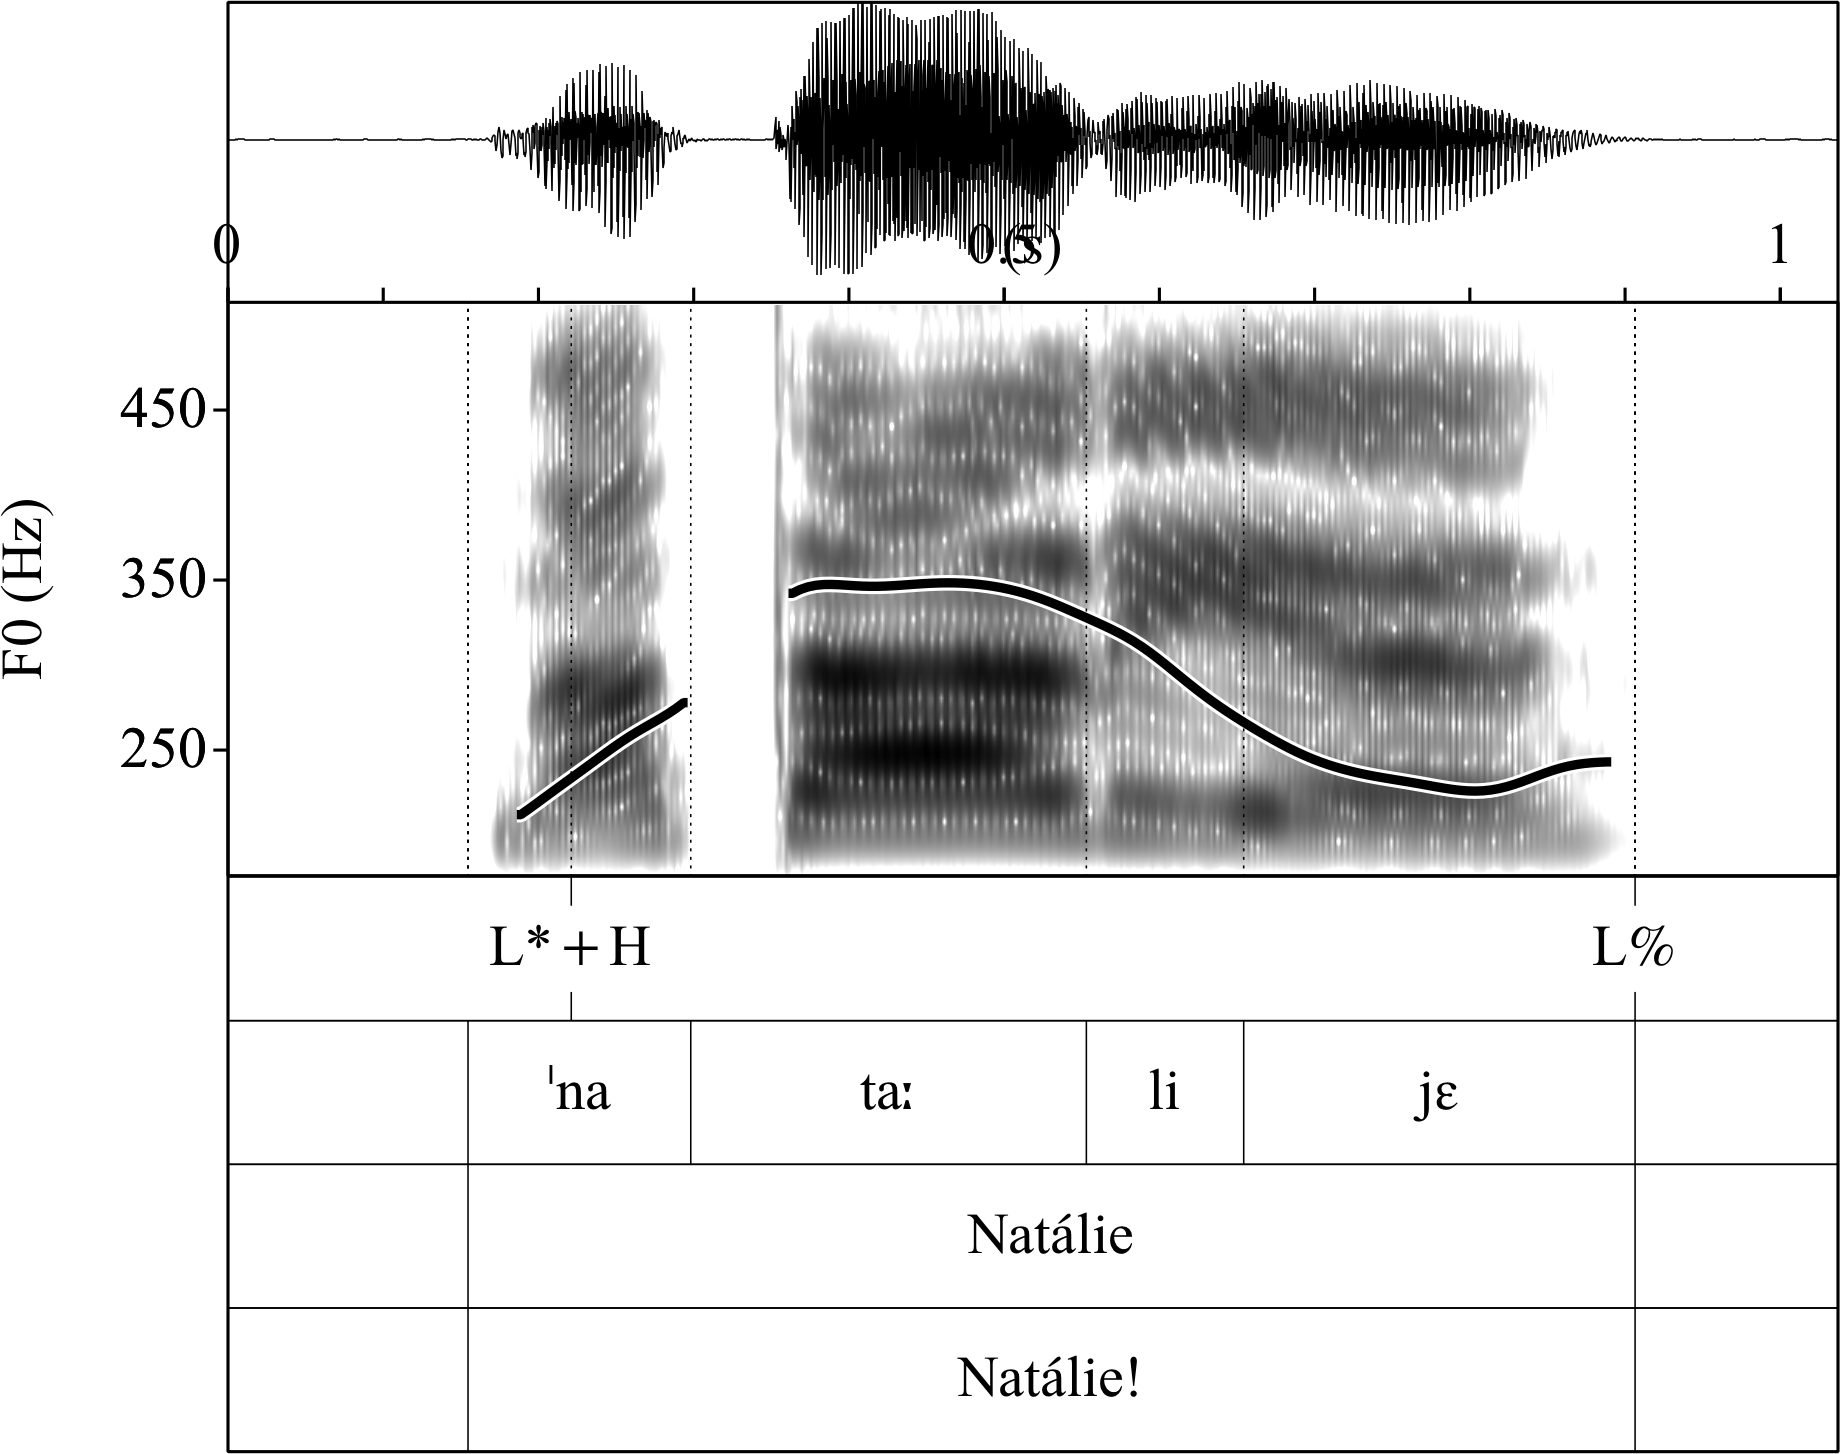 0 0.5 (s) 1
F0 (Hz)
450
350
250
L* + H L%
ˈna taː li jɛ
Natálie
Natálie!